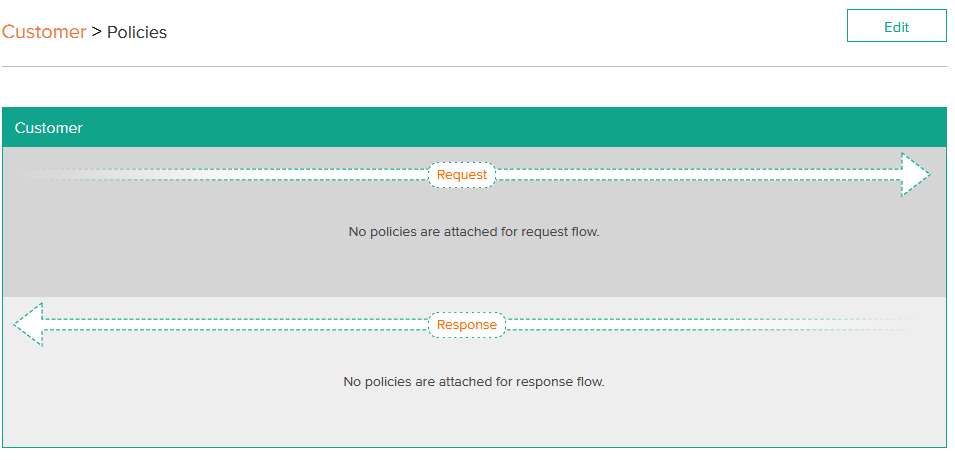 Customer > Policies
Edit
Customer
Request
No policies are attached for request flow.
Response
No policies are attached for response flow.